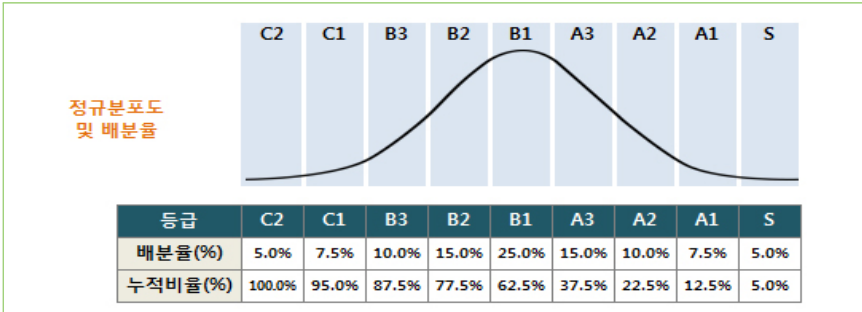 C2 C1 B3 B2 B1 A3 A2 A1 S
정규분포도
및 배분율
등급 C2 C1 B3 B2 B1 A3 A2 A1 S
배분율(%) 5.0% 7.5% 10.0% 15.0% 25.0% 15.0% 10.0% 7.5% 5.0%
누적비율(%) 100.0% 95.0% 87.5% 77.5% 62.5% 37.5% 22.5% 12.5% 5.0%